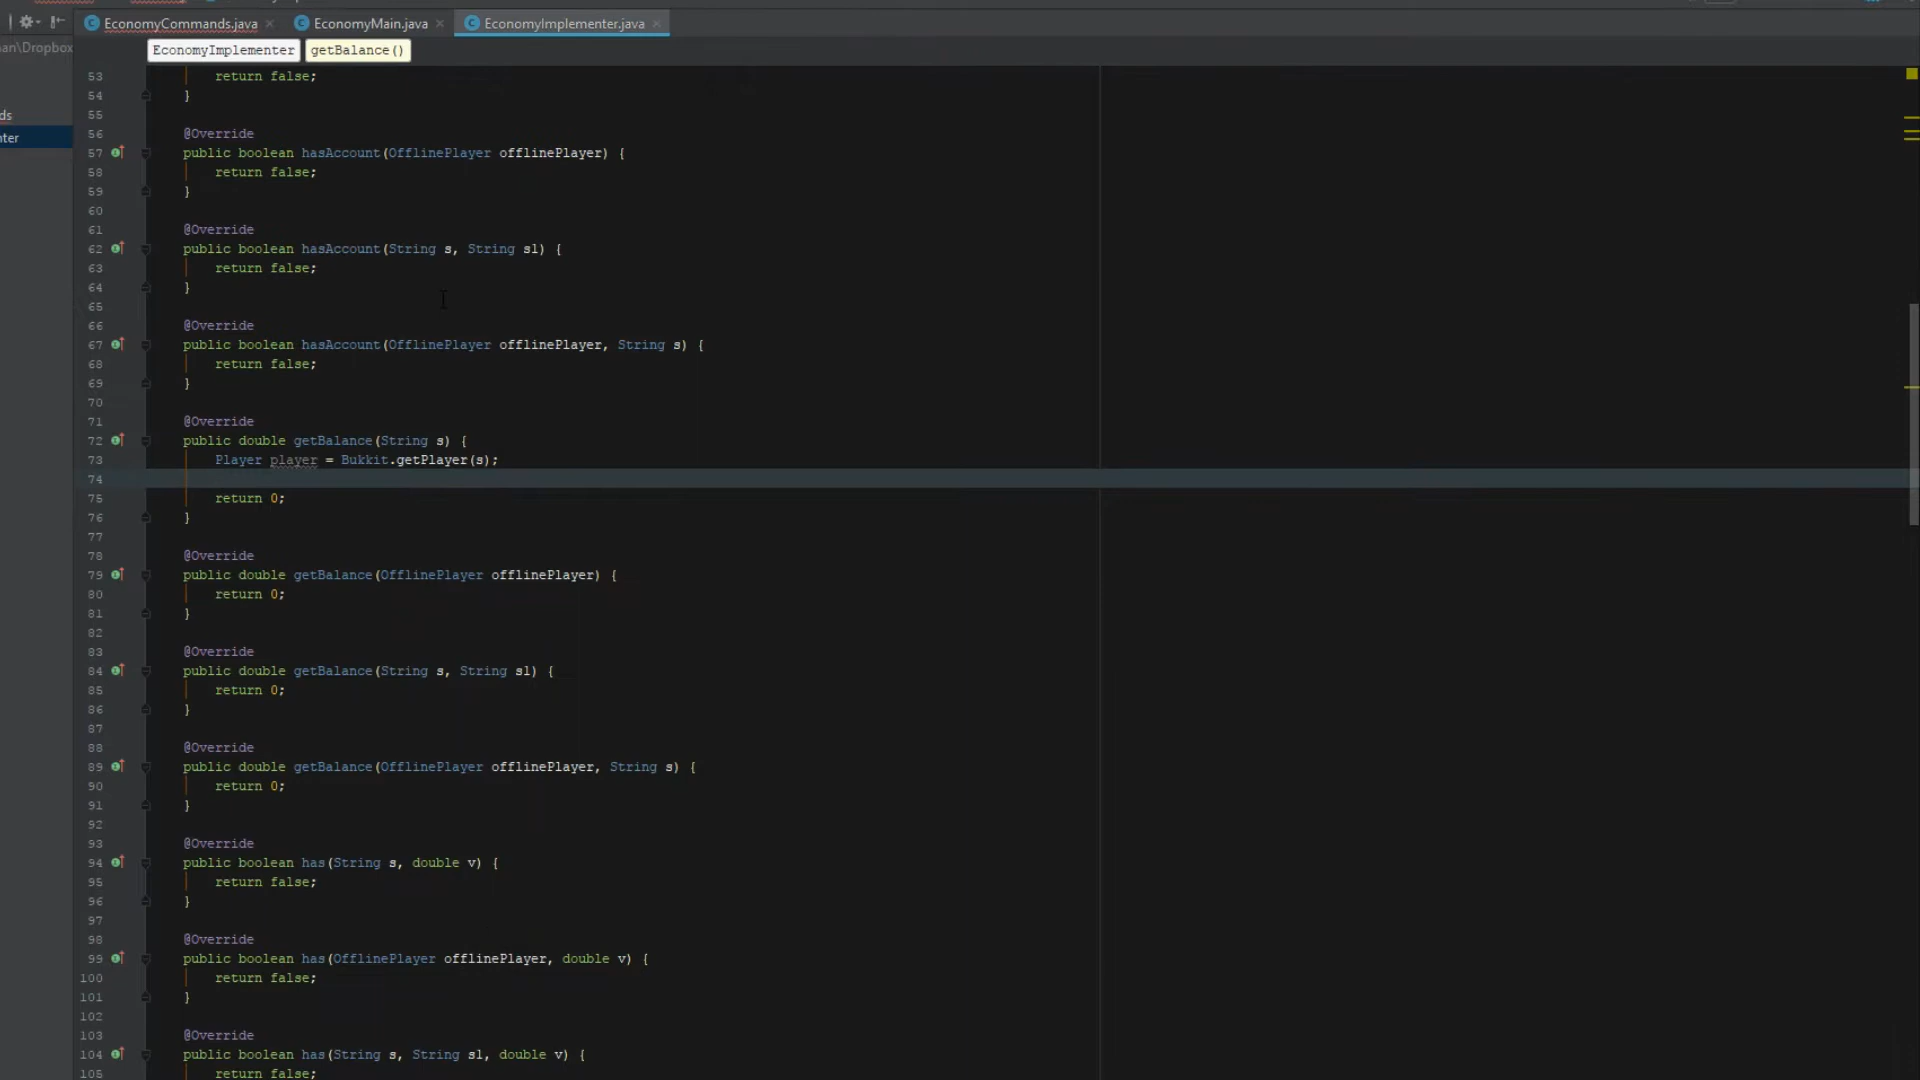 EconomyCommands.java
EconomyMain.java
EconomyImplementer.java
an\Dropbox
EconomyImplementer
getBalance()
ds
nter
53 return false;
54 }
55
56 @Override
57 public boolean hasAccount(OfflinePlayer offlinePlayer) {
58 return false;
59 }
60
61 @Override
62 public boolean hasAccount(String s, String s1) {
63 return false;
64 }
65
66 @Override
67 public boolean hasAccount(OfflinePlayer offlinePlayer, String s) {
68 return false;
69 }
70
71 @Override
72 public double getBalance(String s) {
73 Player player = Bukkit.getPlayer(s);
74
75 return 0;
76 }
77
78 @Override
79 public double getBalance(OfflinePlayer offlinePlayer) {
80 return 0;
81 }
82
83 @Override
84 public double getBalance(String s, String s1) {
85 return 0;
86 }
87
88 @Override
89 public double getBalance(OfflinePlayer offlinePlayer, String s) {
90 return 0;
91 }
92
93 @Override
94 public boolean has(String s, double v) {
95 return false;
96 }
97
98 @Override
99 public boolean has(OfflinePlayer offlinePlayer, double v) {
100 return false;
101 }
102
103 @Override
104 public boolean has(String s, String s1, double v) {
105 return false;